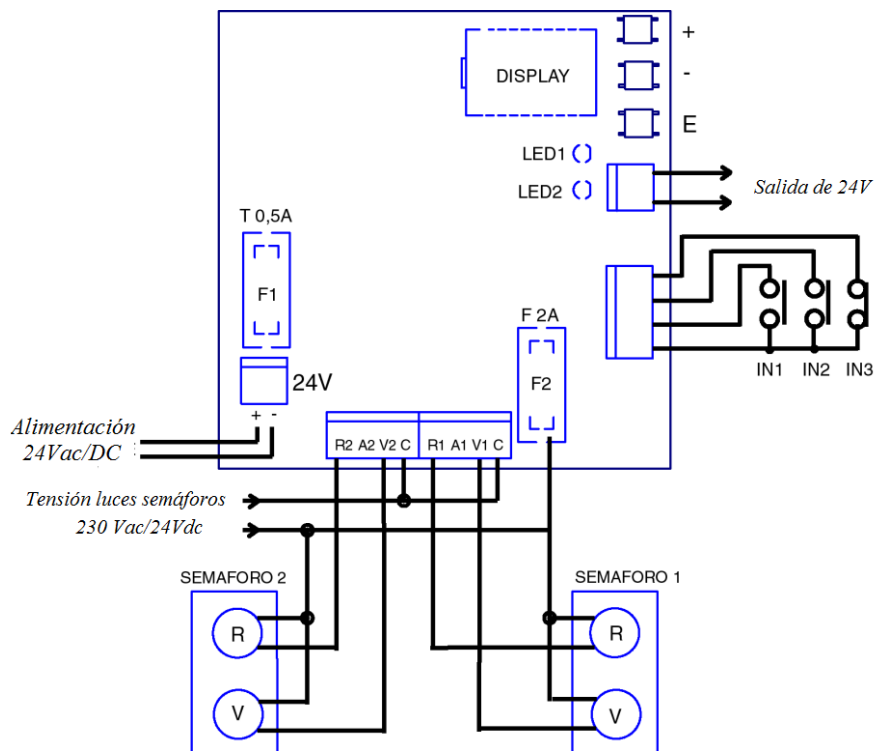 +
DISPLAY
-
E
LED1
LED2
Salida de 24V
T 0,5A
F1
F 2A
F2
IN1 IN2 IN3
24V
+ -
Alimentación
24Vac/DC
R2 A2 V2 C R1 A1 V1 C
Tensión luces semáforos
230 Vac/24Vdc
SEMAFORO 2
SEMAFORO 1
R
R
V
V